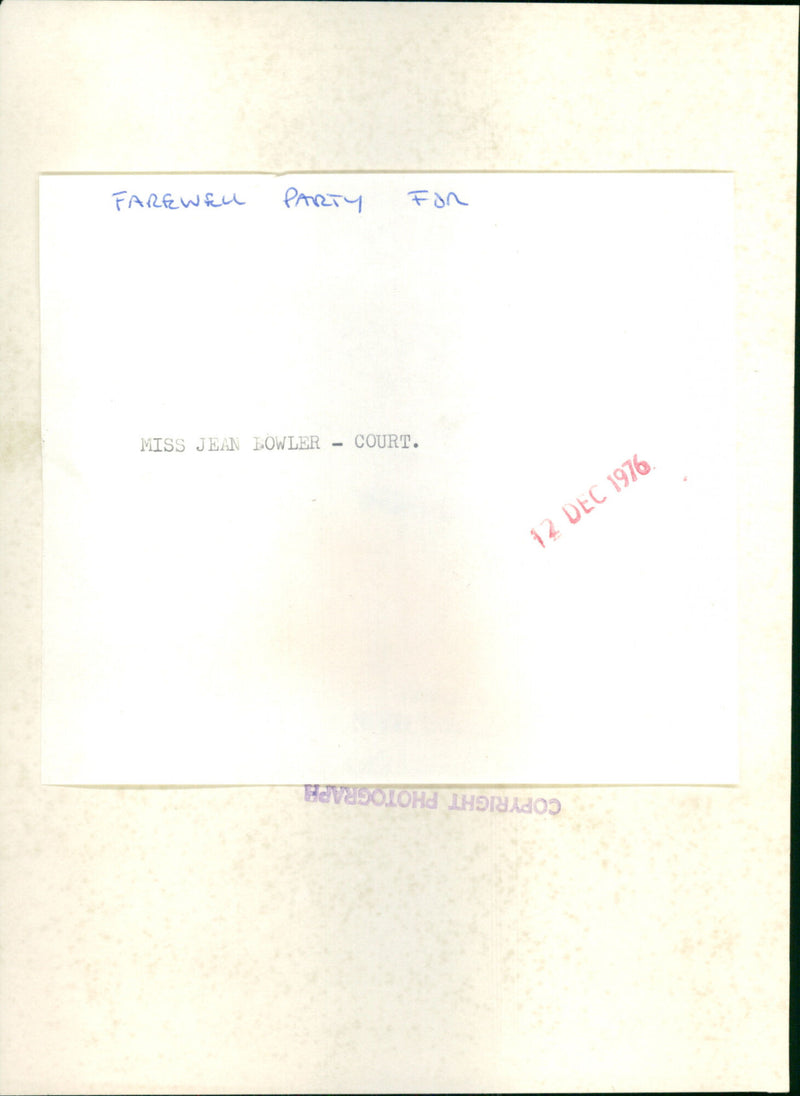 FAREWELL PARTY FOR
MISS JEAN BOWLER - COURT.
12 DEC 1976
COPYRIGHT PHOTOGRAPH